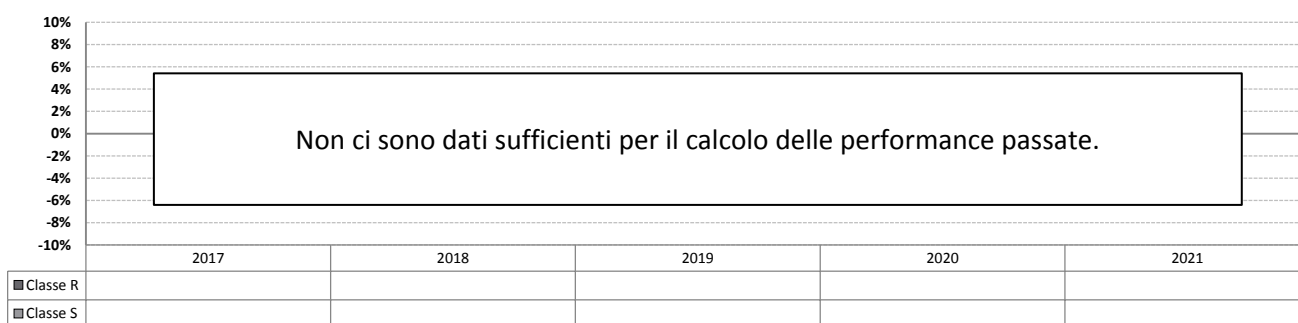 10%
8%
6%
4%
2%
0%
-2%
-4%
-6%
-8%
-10%
Non ci sono dati sufficienti per il calcolo delle performance passate.
2017 2018 2019 2020 2021
Classe R
Classe S